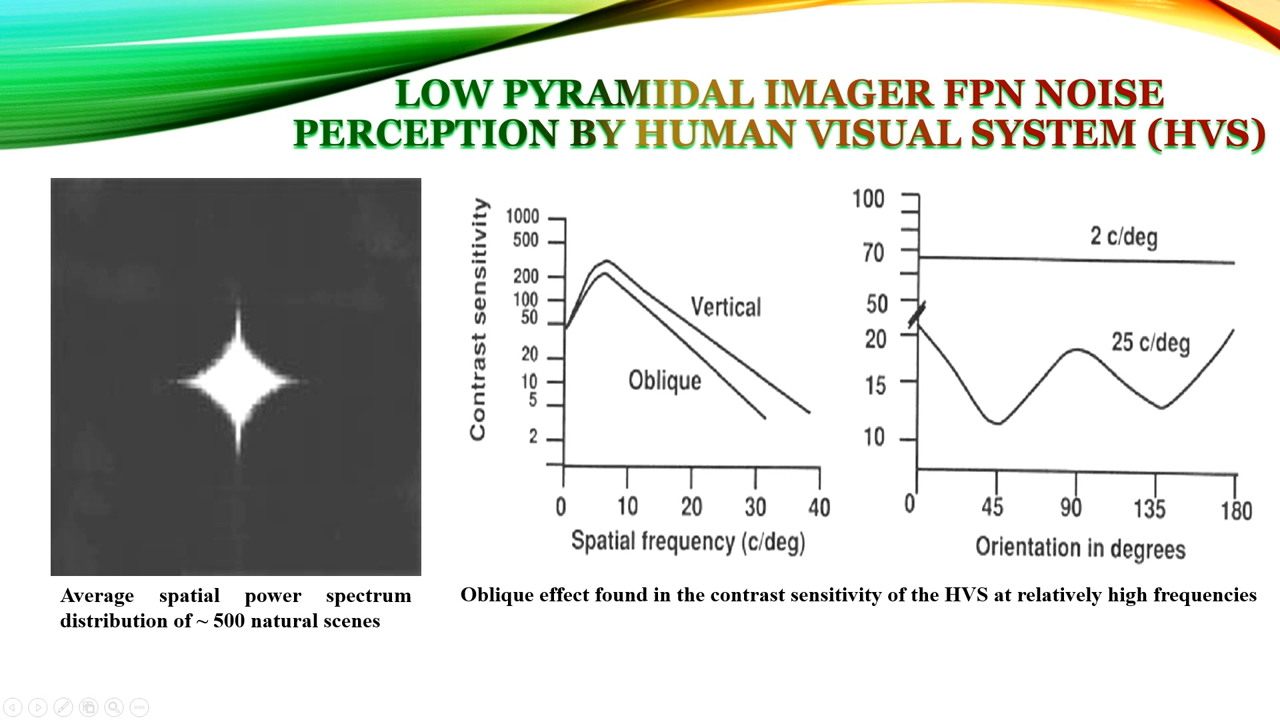 LOW PYRAMIDAL IMAGER FPN NOISE
PERCEPTION BY HUMAN VISUAL SYSTEM (HVS)
Average spatial power spectrum
distribution of ~ 500 natural scenes
Contrast sensitivity
1000
500
200
100
50
20
10
5
2
Vertical
Oblique
0 10 20 30 40
Spatial frequency (c/deg)
100
70
50
20
15
10
2 c/deg
25 c/deg
0 45 90 135 180
Orientation in degrees
Oblique effect found in the contrast sensitivity of the HVS at relatively high frequencies